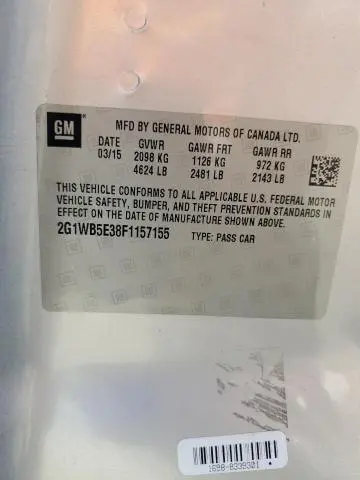 GM
MFD BY GENERAL MOTORS OF CANADA LTD.
DATE GVWR GAWR FRT GAWR RR
03/15 2098 KG 1126 KG 972 KG
4624 LB 2481 LB 2143 LB
THIS VEHICLE CONFORMS TO ALL APPLICABLE U.S. FEDERAL MOTOR
VEHICLE SAFETY, BUMPER, AND THEFT PREVENTION STANDARDS IN
EFFECT ON THE DATE OF MANUFACTURE SHOWN ABOVE.
2G1WB5E38F1157155 TYPE: PASS CAR
1698-8339301